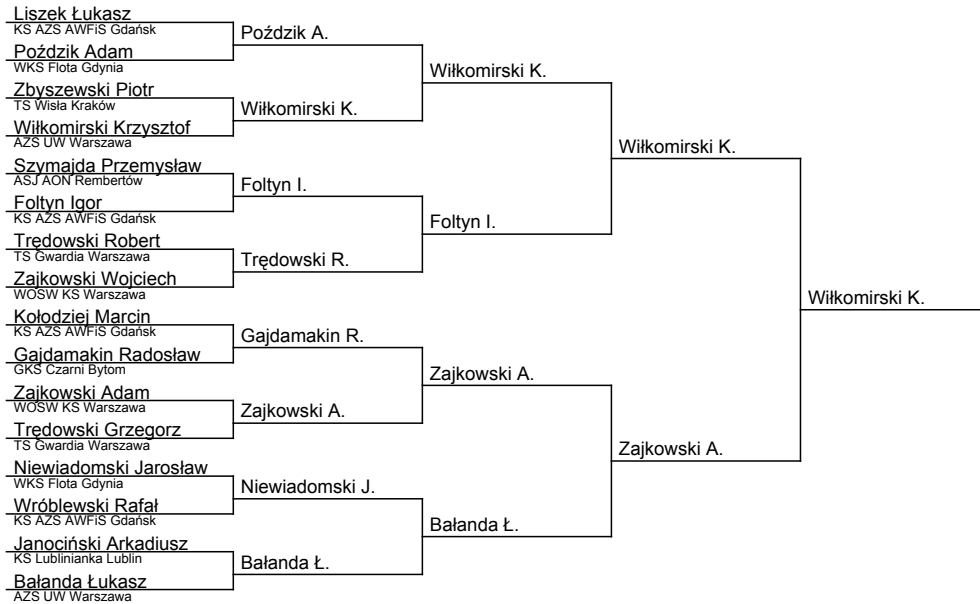 Liszek Łukasz
KS AZS AWFiS Gdańsk
Poździk Adam
WKS Flota Gdynia
Zbyszewski Piotr
TS Wisła Kraków
Wiłkomirski Krzysztof
AZS UW Warszawa
Szymajda Przemysław
ASJ AON Rembertów
Foltyn Igor
KS AZS AWFiS Gdańsk
Trędowski Robert
TS Gwardia Warszawa
Zajkowski Wojciech
WOSW KS Warszawa
Kołodziej Marcin
KS AZS AWFiS Gdańsk
Gajdamakin Radosław
GKS Czarni Bytom
Zajkowski Adam
WOSW KS Warszawa
Trędowski Grzegorz
TS Gwardia Warszawa
Niewiadomski Jarosław
WKS Flota Gdynia
Wróblewski Rafał
KS AZS AWFiS Gdańsk
Janociński Arkadiusz
KS Lublinianka Lublin
Bałanda Łukasz
AZS UW Warszawa
Poździk A.
Wiłkomirski K.
Foltyn I.
Trędowski R.
Gajdamakin R.
Zajkowski A.
Niewiadomski J.
Bałanda Ł.
Wiłkomirski K.
Foltyn I.
Zajkowski A.
Bałanda Ł.
Wiłkomirski K.
Zajkowski A.
Wiłkomirski K.